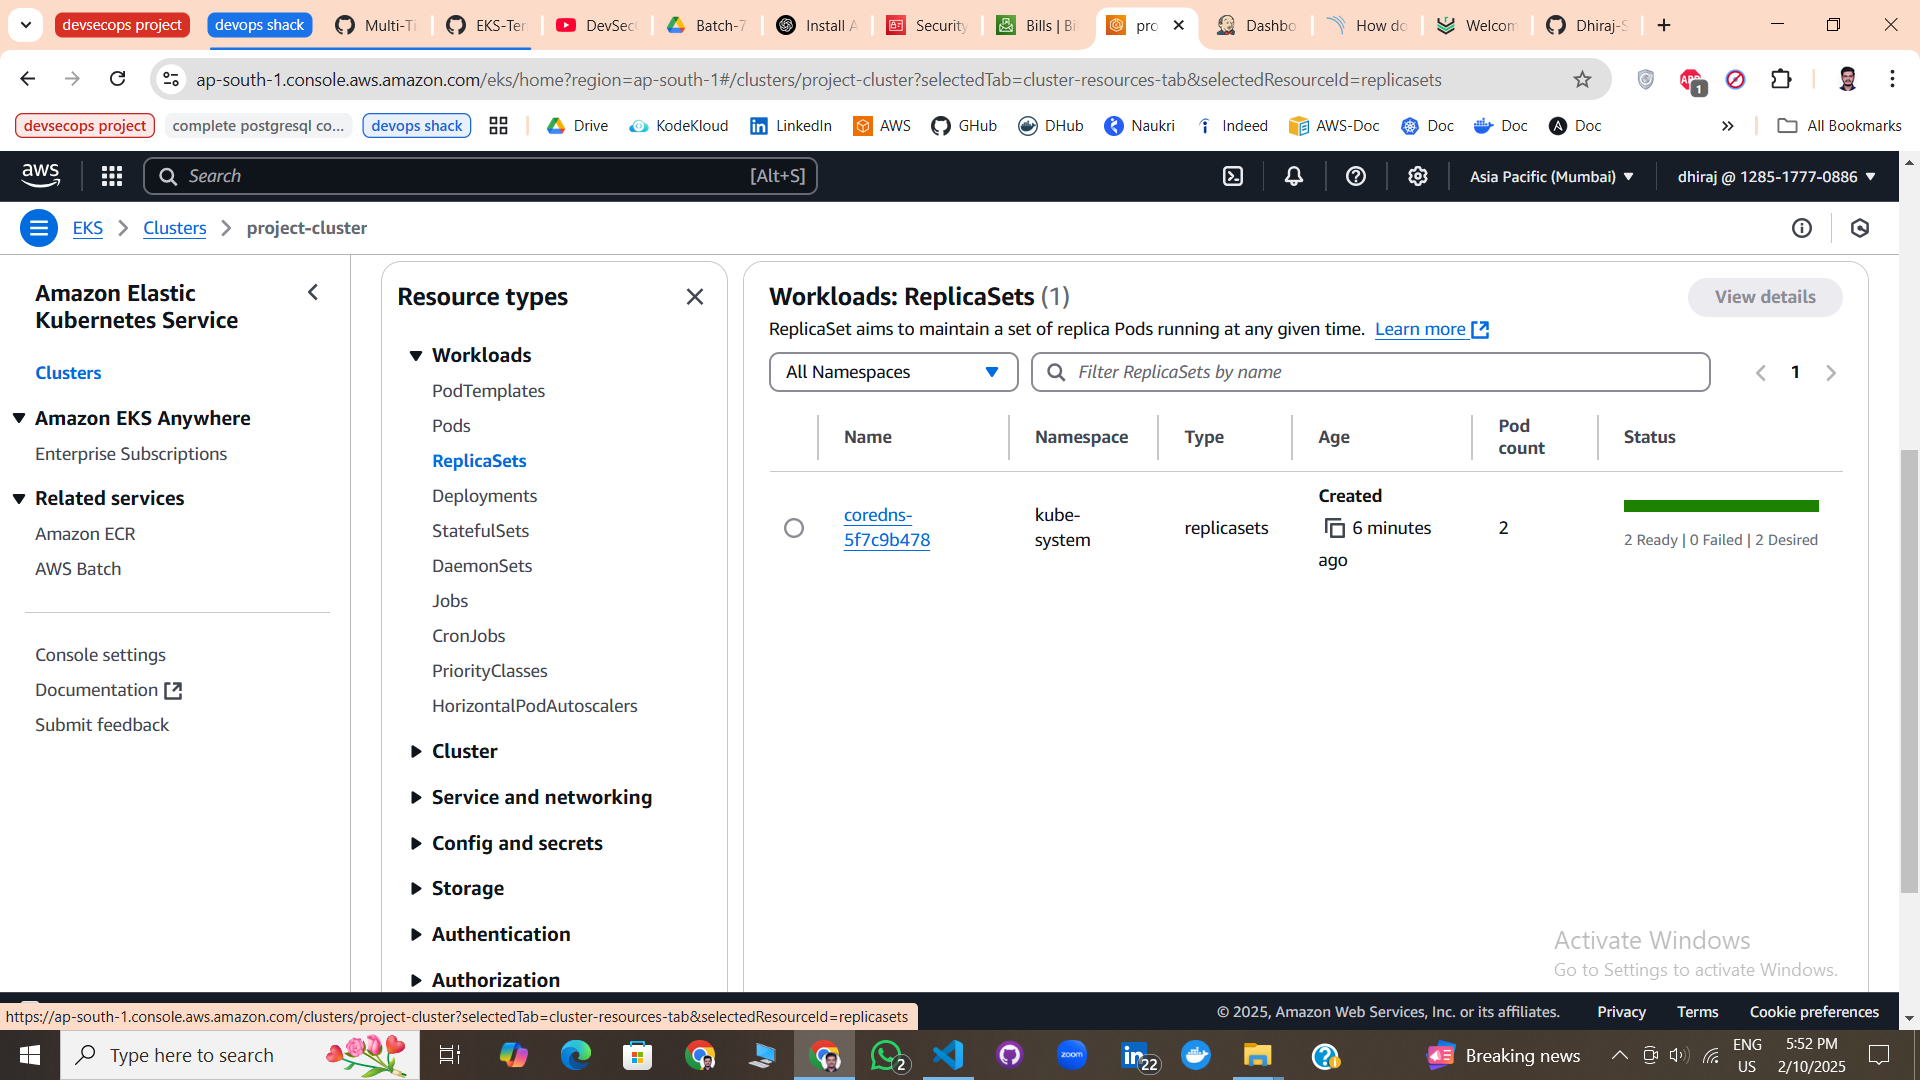 devsecops project
devops shack
Multi-Ti
EKS-Ter
DevSec
Batch-7
Install A
Security
Bills | Bi
pro
Dashbo
How do
Welcom
Dhiraj-S
ap-south-1.console.aws.amazon.com/eks/home?region=ap-south-1#/clusters/project-cluster?selectedTab=cluster-resources-tab&selectedResourceId=replicasets
1
devsecops project
complete postgresql co...
devops shack
Drive
KodeKloud
LinkedIn
AWS
GHub
DHub
Naukri
Indeed
AWS-Doc
Doc
Doc
Doc
All Bookmarks
aws
Search
[Alt+S]
Asia Pacific (Mumbai)
dhiraj @ 1285-1777-0886
EKS
Clusters
project-cluster
Amazon Elastic
Kubernetes Service
Clusters
Amazon EKS Anywhere
Enterprise Subscriptions
Related services
Amazon ECR
AWS Batch
Console settings
Documentation
Submit feedback
Resource types
Workloads
PodTemplates
Pods
ReplicaSets
Deployments
StatefulSets
DaemonSets
Jobs
CronJobs
PriorityClasses
HorizontalPodAutoscalers
Cluster
Service and networking
Config and secrets
Storage
Authentication
Authorization
Workloads: ReplicaSets (1)
View details
ReplicaSet aims to maintain a set of replica Pods running at any given time. Learn more
All Namespaces
Filter ReplicaSets by name
1
Name
Namespace
Type
Age
Pod
count
Status
coredns-
5f7c9b478
kube-
system
replicasets
Created
6 minutes
ago
2
2 Ready | 0 Failed | 2 Desired
Activate Windows
Go to Settings to activate Windows.
https://ap-south-1.console.aws.amazon.com/clusters/project-cluster?selectedTab=cluster-resources-tab&selectedResourceId=replicasets
© 2025, Amazon Web Services, Inc. or its affiliates.
Privacy
Terms
Cookie preferences
Type here to search
2
zoom
22
Breaking news
ENG
US
5:52 PM
2/10/2025